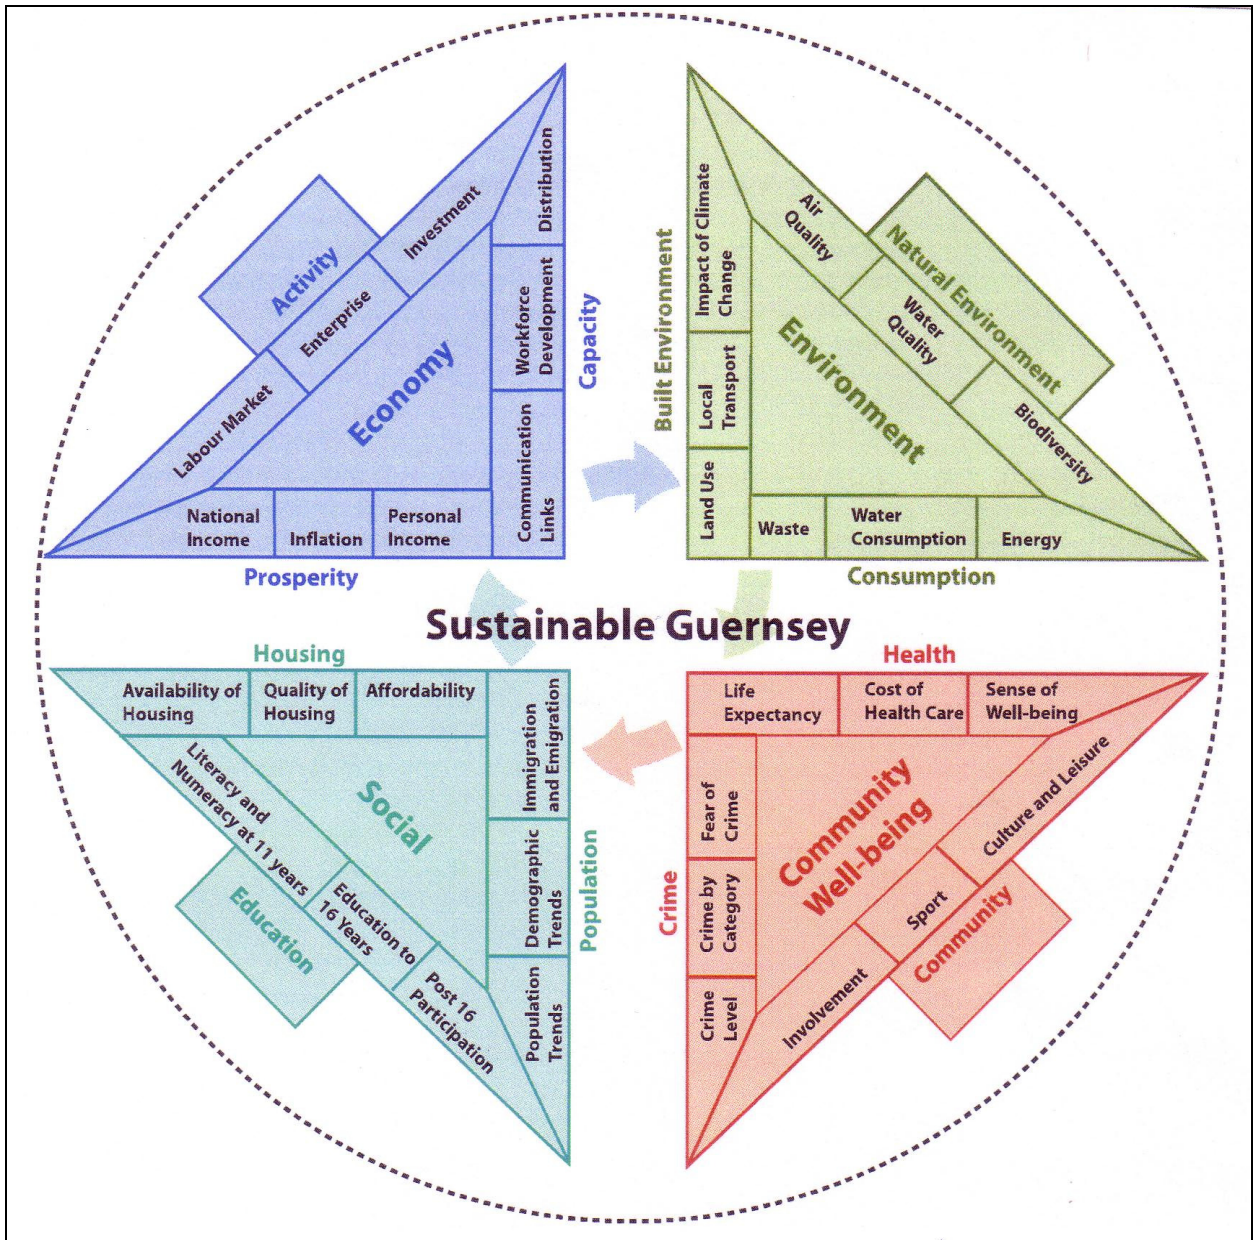 Activity
Labour Market
Enterprise
Investment
Economy
Distribution
Workforce
Development
Communication
Links
Capacity
National
Income
Inflation
Personal
Income
Prosperity
Built Environment
Impact of Climate
Change
Local
Transport
Land Use
Air
Quality
Water
Quality
Biodiversity
Natural Environment
Environment
Waste
Water
Consumption
Energy
Consumption
Sustainable Guernsey
Housing
Availability of
Housing
Quality of
Housing
Affordability
Immigration
and Emigration
Demographic
Trends
Population
Trends
Population
Social
Literacy and
Numeracy at 11 years
Education to
16 Years
Post 16
Participation
Education
Health
Life
Expectancy
Cost of
Health Care
Sense of
Well-being
Crime
Fear of
Crime
Crime by
Category
Crime
Level
Community
Well-being
Culture and Leisure
Sport
Involvement
Community